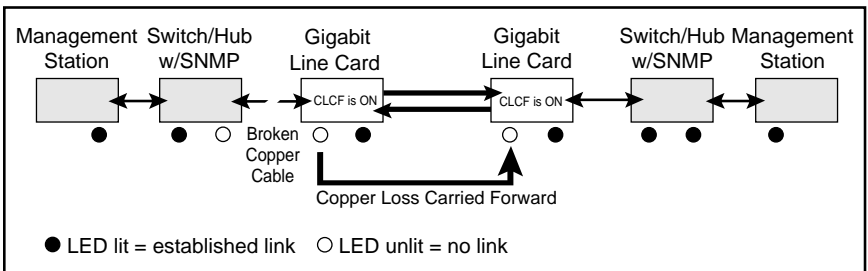 Management Station
Switch/Hub w/SNMP
Gigabit Line Card
Gigabit Line Card
Switch/Hub w/SNMP
Management Station
CLCF is ON
CLCF is ON
Broken
Copper
Cable
Copper Loss Carried Forward
LED lit = established link
LED unlit = no link